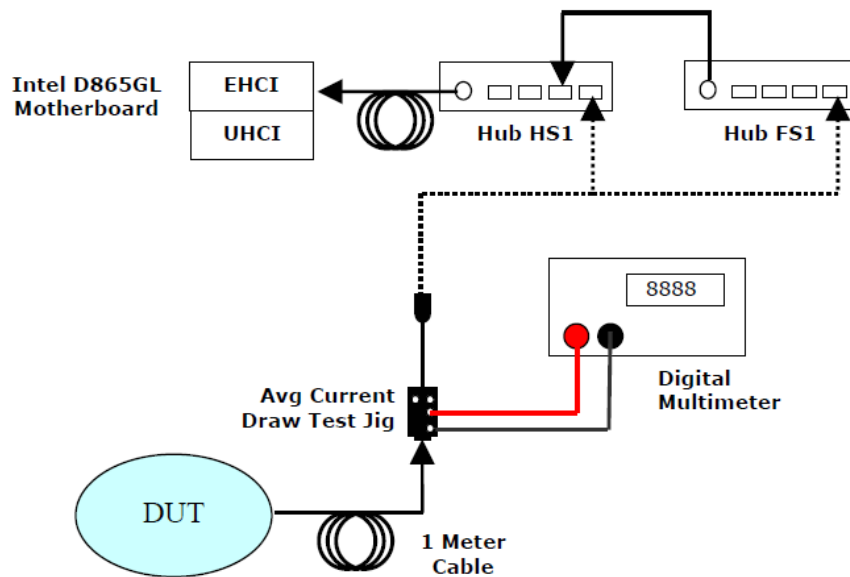 Intel D865GL
Motherboard
EHCI
UHCI
Hub HS1
Hub FS1
8888
Digital
Multimeter
Avg Current
Draw Test Jig
DUT
1 Meter
Cable